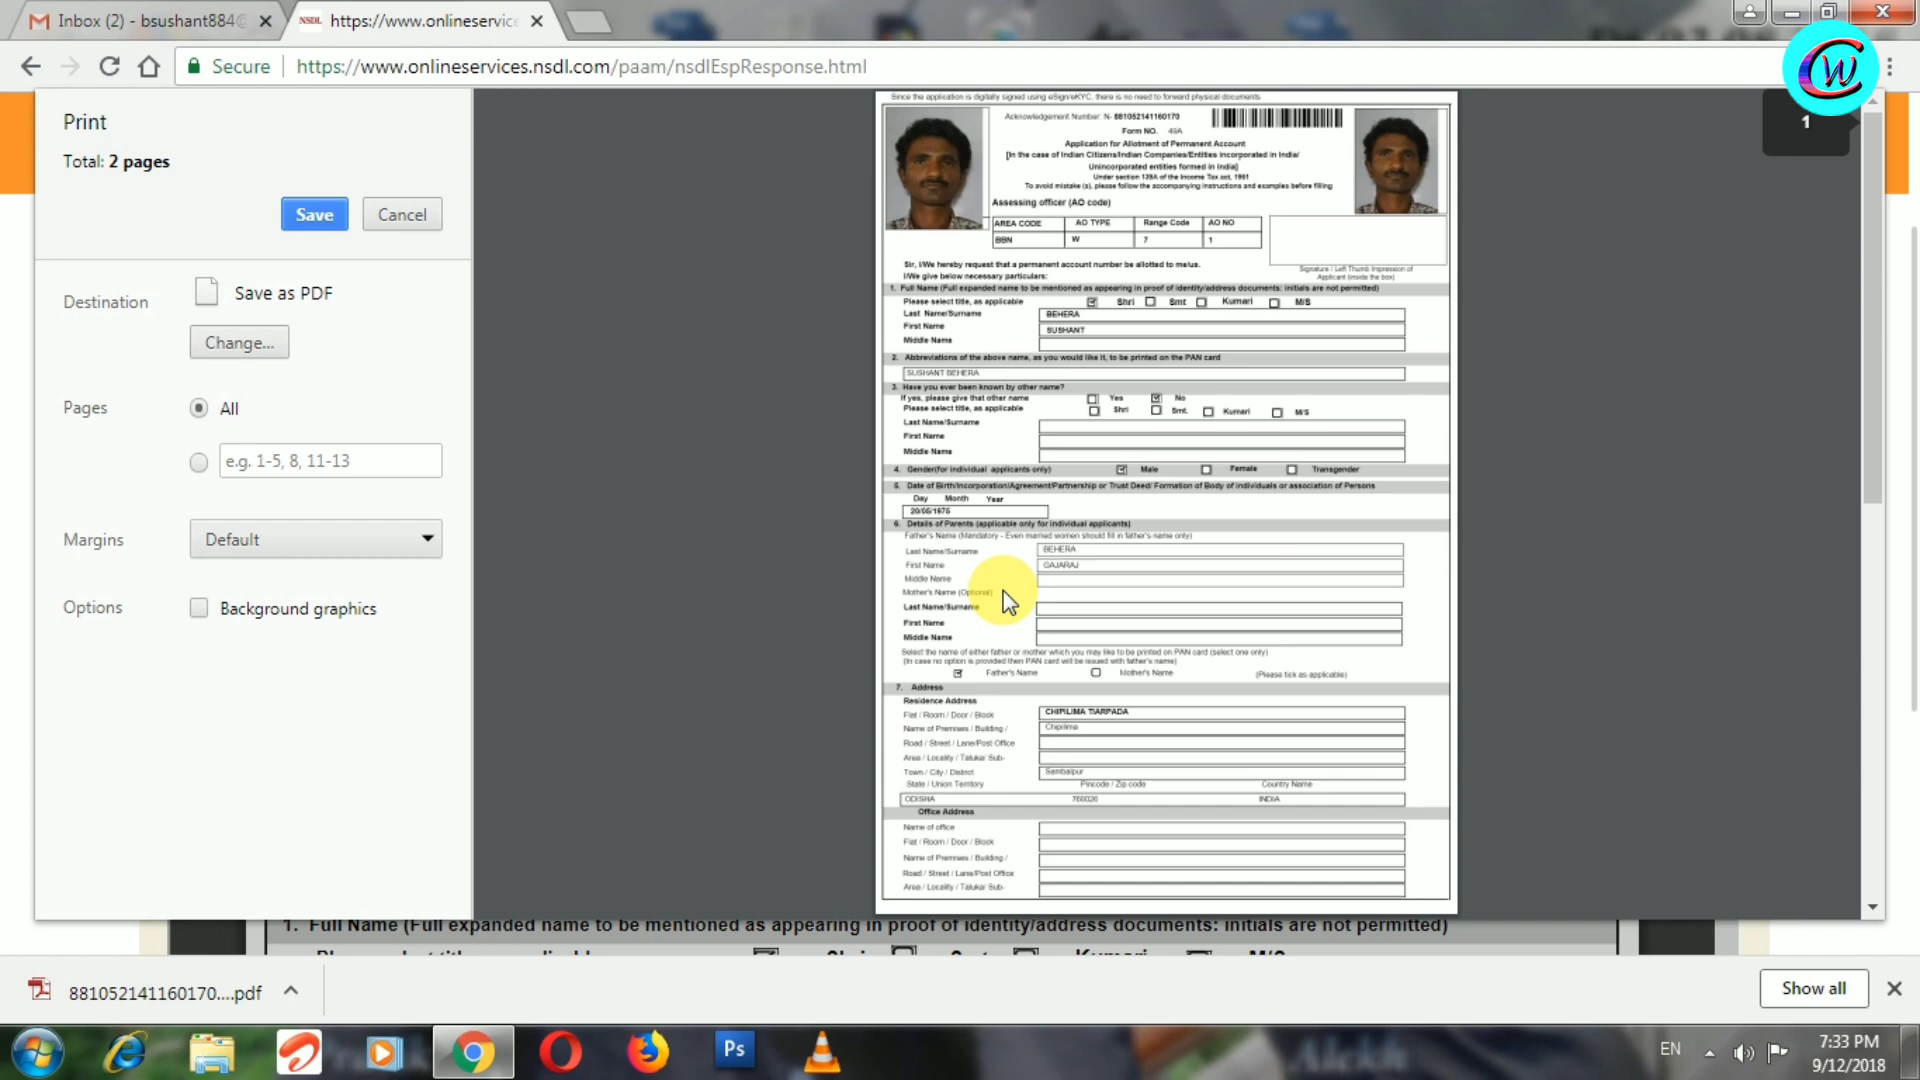 Inbox (2) - bsushant884@
NSDL https://www.onlineservice
Secure https://www.onlineservices.nsdl.com/paam/nsdlEspResponse.html
CW
Print
Total: 2 pages
Save Cancel
Destination Save as PDF
Change...
Pages All
e.g. 1-5, 8, 11-13
Margins Default
Options Background graphics
1
Since the application is digitally signed using eSign/eKYC, there is no need to forward physical documents.
Acknowledgement Number: N- 881052141160170
Form NO. 49A
Application for Allotment of Permanent Account
[In the case of Indian Citizens/Indian Companies/Entities Incorporated in India/
Unincorporated entities formed in India]
Under section 139A of the Income Tax act, 1961
To avoid mistake (s), please follow the accompanying instructions and examples before filling
Assessing officer (AO code)
AREA CODE AO TYPE Range Code AO NO
BBN W 7 1
Signature / Left Thumb Impression of
Applicant (inside the box)
Sir, I/We hereby request that a permanent account number be allotted to me/us.
I/We give below necessary particulars:
1. Full Name (Full expanded name to be mentioned as appearing in proof of identity/address documents: initials are not permitted)
Please select title, as applicable Shri Smt Kumari M/S
Last Name/Surname BEHERA
First Name SUSHANT
Middle Name
2. Abbreviations of the above name, as you would like it, to be printed on the PAN card
SUSHANT BEHERA
3. Have you ever been known by other name?
If yes, please give that other name Yes No
Please select title, as applicable Shri Smt. Kumari M/S
Last Name/Surname
First Name
Middle Name
4. Gender(for individual applicants only) Male Female Transgender
5. Date of Birth/Incorporation/Agreement/Partnership or Trust Deed/ Formation of Body of individuals or association of Persons
Day Month Year
20/05/1975
6. Details of Parents (applicable only for individual applicants)
Father's Name (Mandatory - Even married women should fill in father's name only)
Last Name/Surname BEHERA
First Name GAJARAJ
Middle Name
Mother's Name (Optional)
Last Name/Surname
First Name
Middle Name
Select the name of either father or mother which you may like to be printed on PAN card (select one only)
(In case no option is provided then PAN card will be issued with father's name)
Father's Name Mother's Name (Please tick as applicable)
7. Address
Residence Address
Flat / Room / Door / Block CHIPILIMA TIARPADA
Name of Premises / Building / Chiplima
Road / Street / Lane/Post Office
Area / Locality / Taluka/ Sub-
Town / City / District Sambalpur
State / Union Territory Pincode / Zip code Country Name
ODISHA 768026 INDIA
Office Address
Name of office
Flat / Room / Door / Block
Name of Premises / Building /
Road / Street / Lane/Post Office
Area / Locality / Taluka/ Sub-
1. Full Name (Full expanded name to be mentioned as appearing in proof of identity/address documents: initials are not permitted)
881052141160170....pdf
Show all
Ps
EN
7:33 PM
9/12/2018